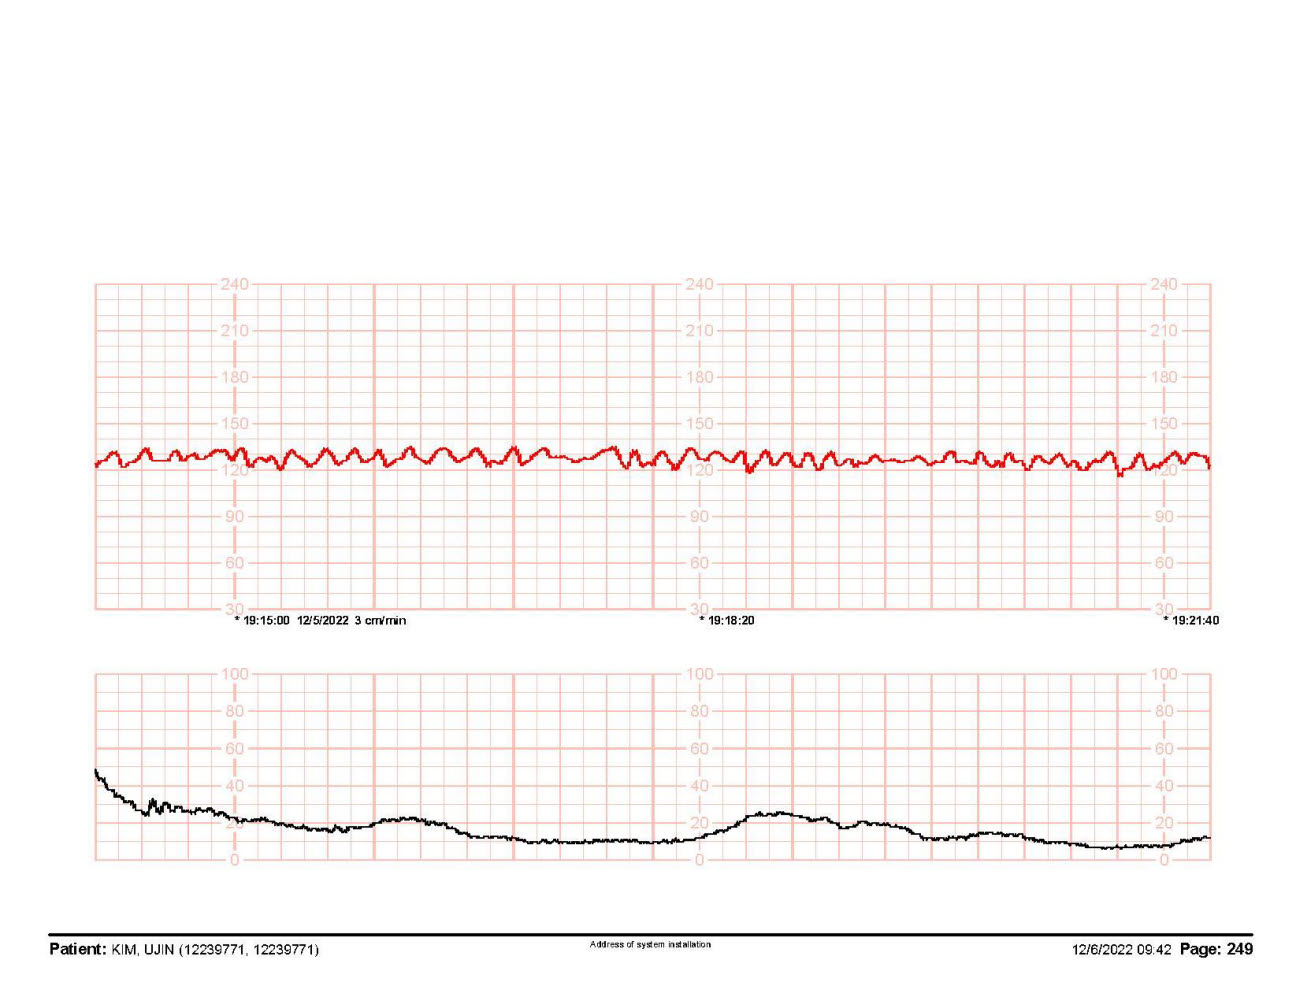 240 240 240
210 210 210
180 180 180
150 150 150
120 120 120
90 90 90
60 60 60
30 30 30
* 19:15:00 12/5/2022 3 cm/min * 19:18:20 * 19:21:40
100 100 100
80 80 80
60 60 60
40 40 40
20 20 20
0 0 0
Patient: KIM, UJIN (12239771, 12239771) Address of system installation 12/6/2022 09:42 Page: 249